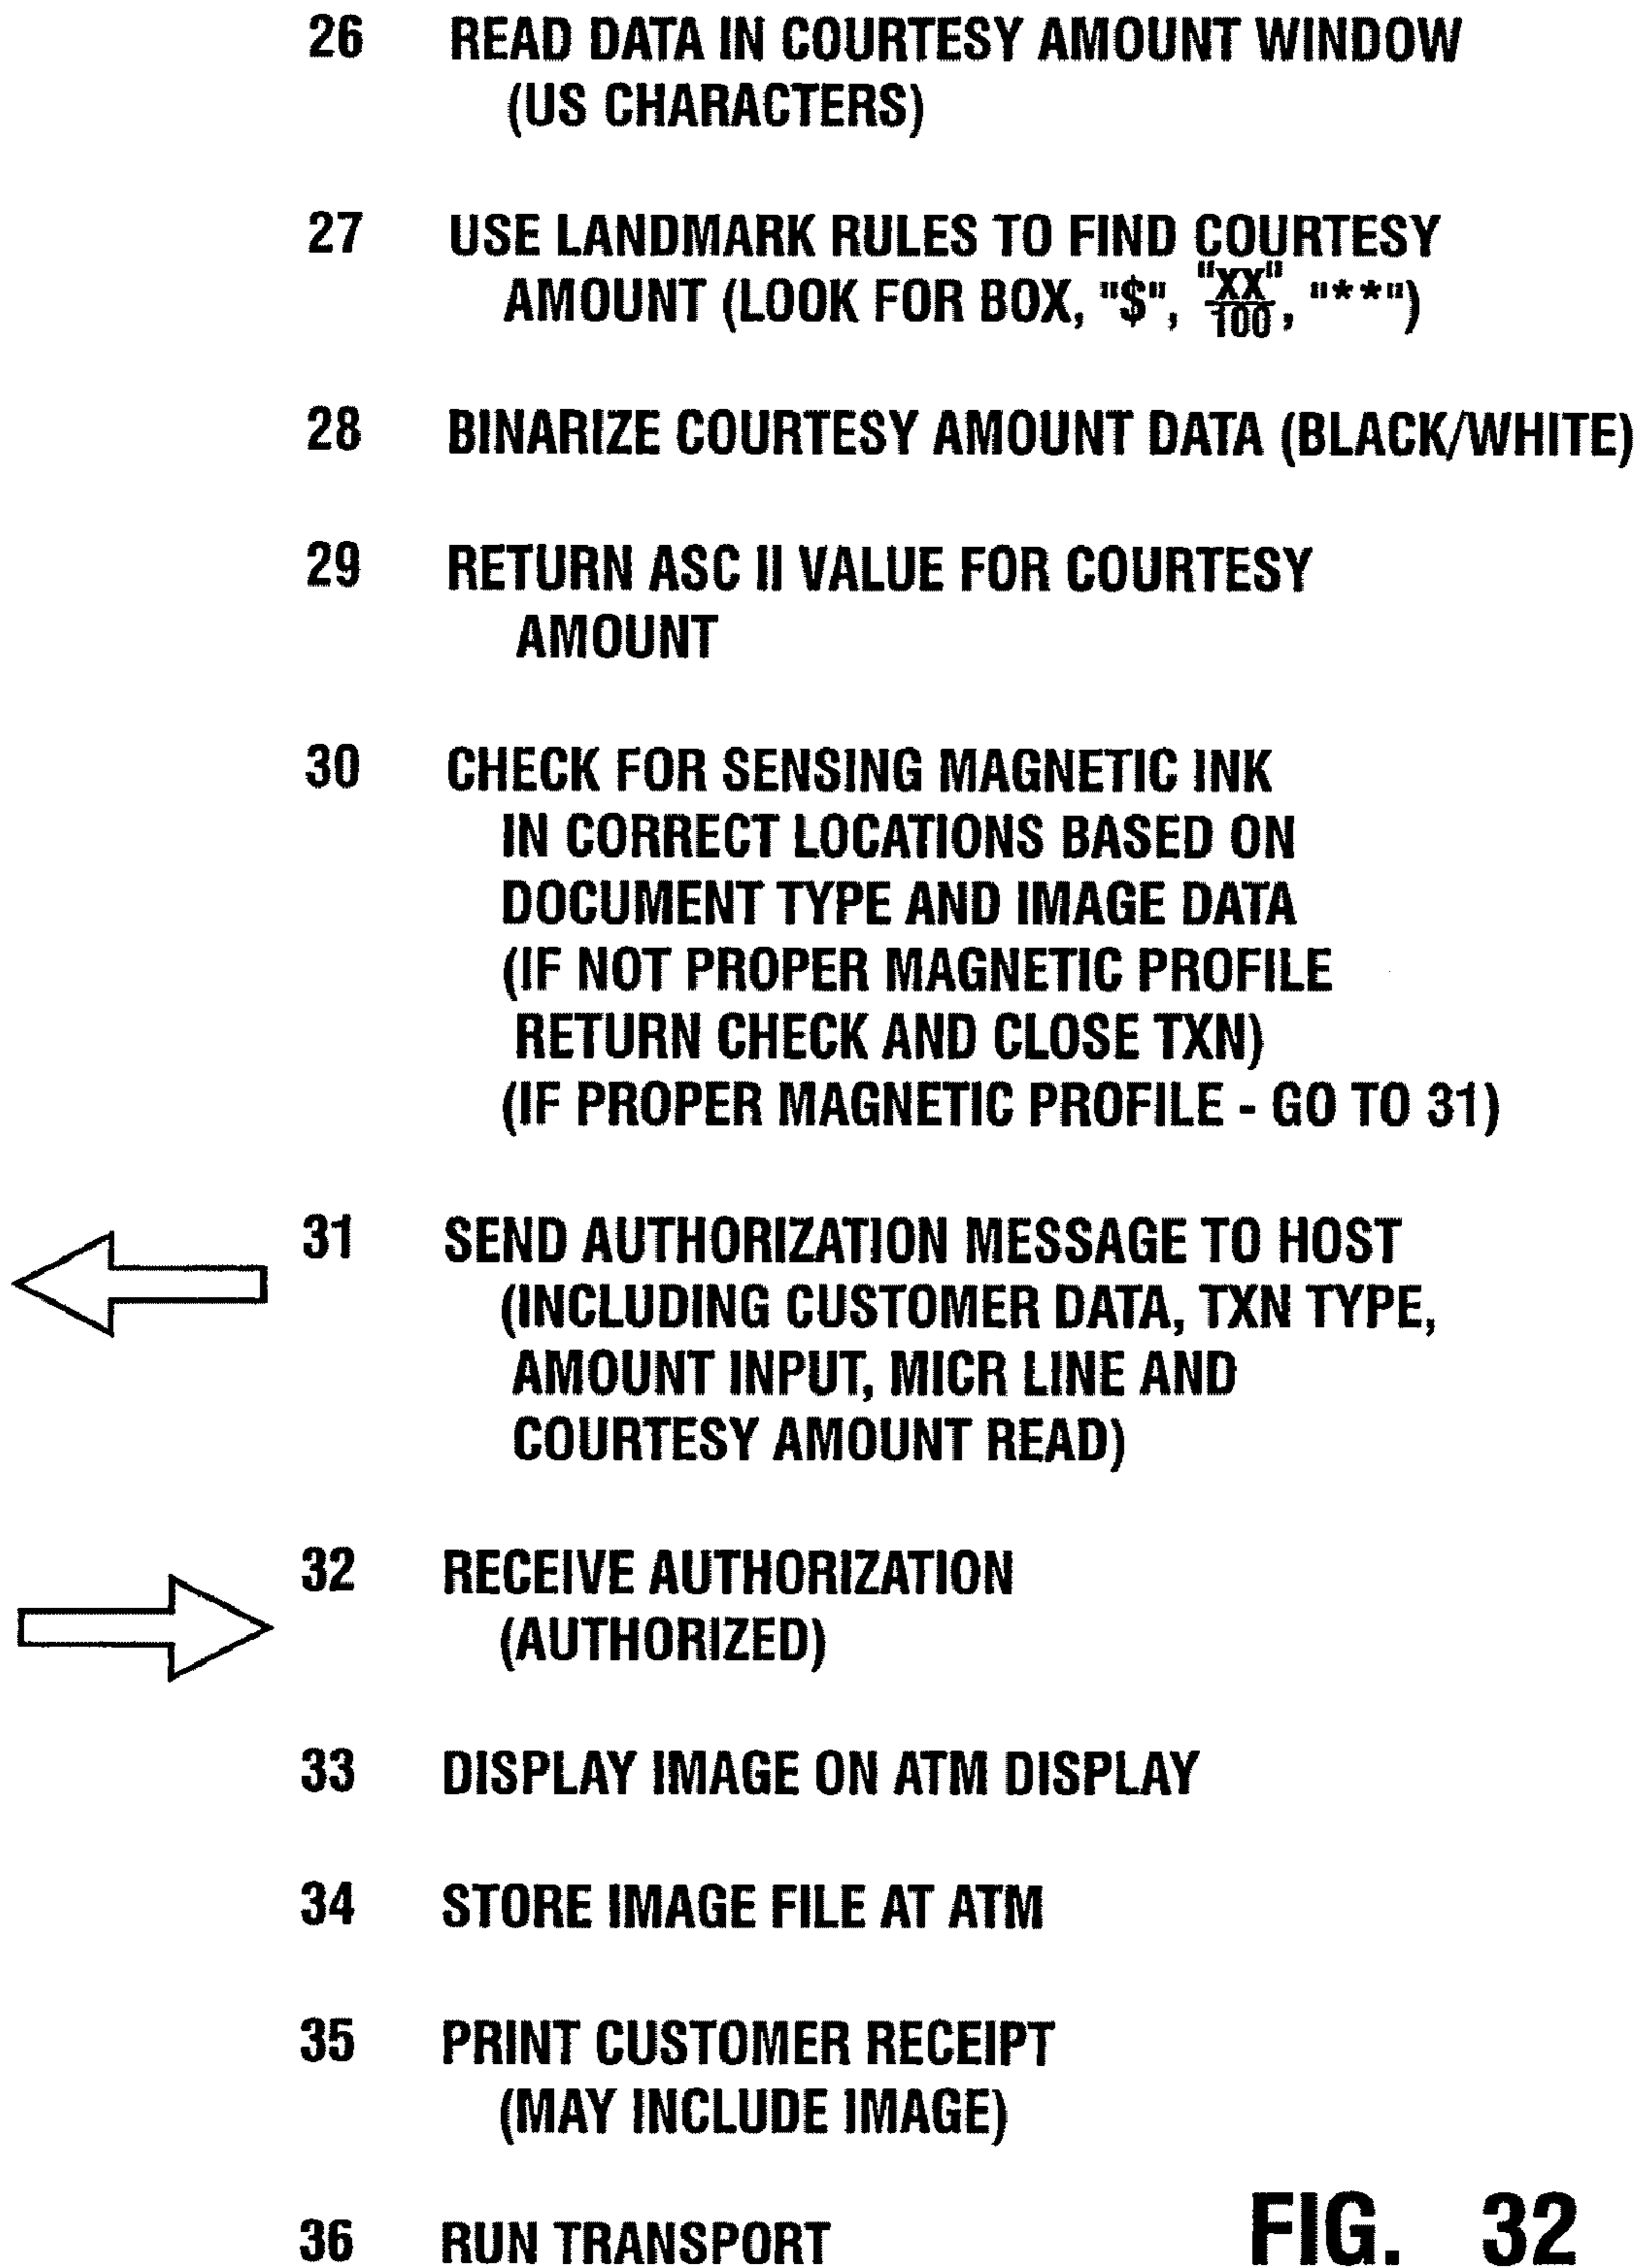 26 READ DATA IN COURTESY AMOUNT WINDOW
(US CHARACTERS)
27 USE LANDMARK RULES TO FIND COURTESY
AMOUNT (LOOK FOR BOX, "$", "XX"/100, "**")
28 BINARIZE COURTESY AMOUNT DATA (BLACK/WHITE)
29 RETURN ASC II VALUE FOR COURTESY
AMOUNT
30 CHECK FOR SENSING MAGNETIC INK
IN CORRECT LOCATIONS BASED ON
DOCUMENT TYPE AND IMAGE DATA
(IF NOT PROPER MAGNETIC PROFILE
RETURN CHECK AND CLOSE TXN)
(IF PROPER MAGNETIC PROFILE - GO TO 31)
31 SEND AUTHORIZATION MESSAGE TO HOST
(INCLUDING CUSTOMER DATA, TXN TYPE,
AMOUNT INPUT, MICR LINE AND
COURTESY AMOUNT READ)
32 RECEIVE AUTHORIZATION
(AUTHORIZED)
33 DISPLAY IMAGE ON ATM DISPLAY
34 STORE IMAGE FILE AT ATM
35 PRINT CUSTOMER RECEIPT
(MAY INCLUDE IMAGE)
36 RUN TRANSPORT
FIG. 32